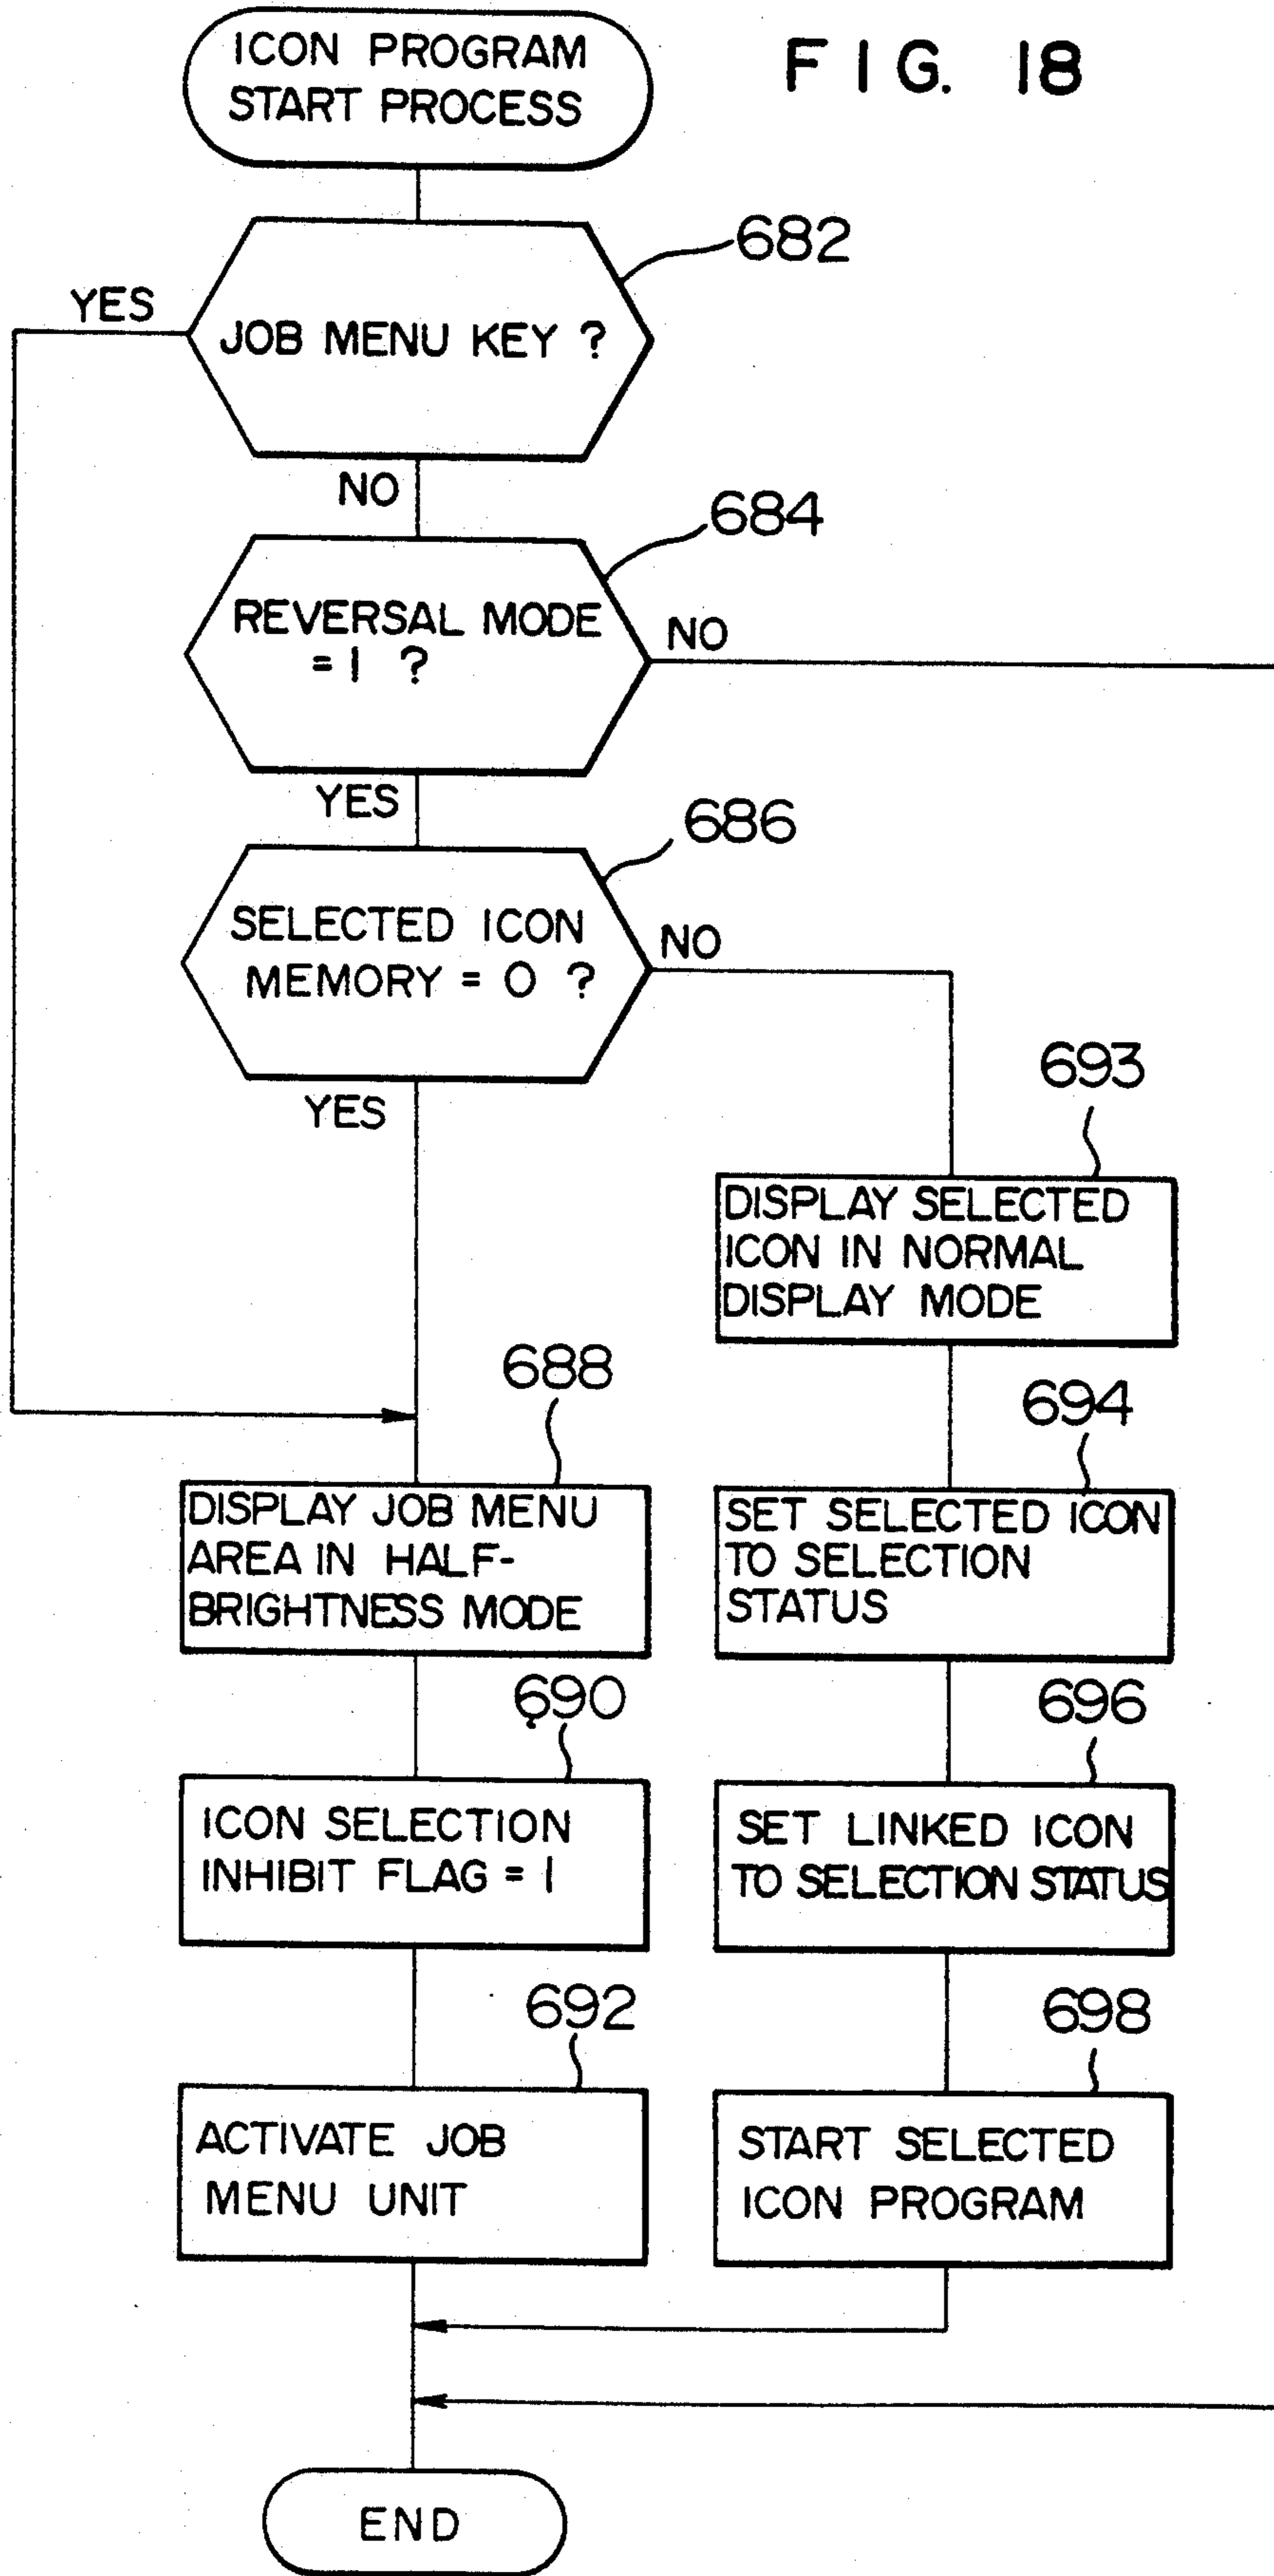 FIG. 18
ICON PROGRAM
START PROCESS
682
YES
JOB MENU KEY ?
NO
684
REVERSAL MODE
= 1 ?
NO
YES
686
SELECTED ICON
MEMORY = 0 ?
NO
YES
693
DISPLAY SELECTED
ICON IN NORMAL
DISPLAY MODE
688
694
DISPLAY JOB MENU
AREA IN HALF-
BRIGHTNESS MODE
SET SELECTED ICON
TO SELECTION
STATUS
690
696
ICON SELECTION
INHIBIT FLAG = 1
SET LINKED ICON
TO SELECTION STATUS
692
698
ACTIVATE JOB
MENU UNIT
START SELECTED
ICON PROGRAM
END